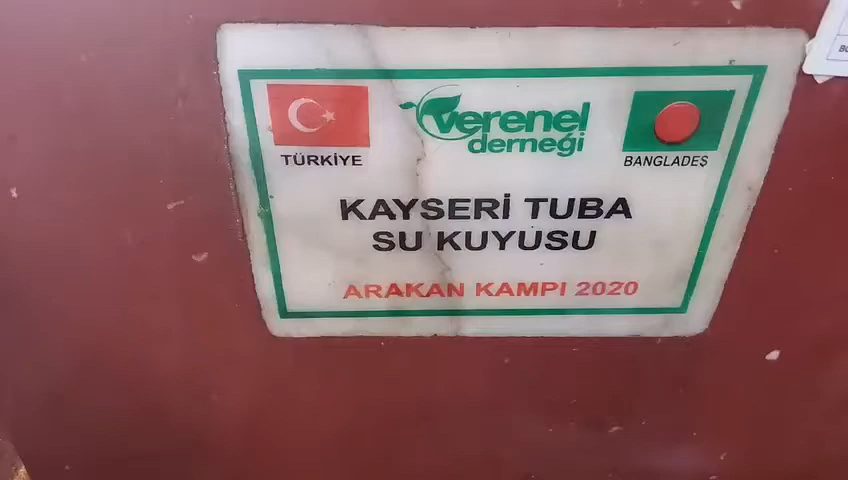 verenel
derneği
TÜRKİYE
BANGLADEŞ
KAYSERİ TUBA
SU KUYUSU
ARAKAN KAMPI 2020